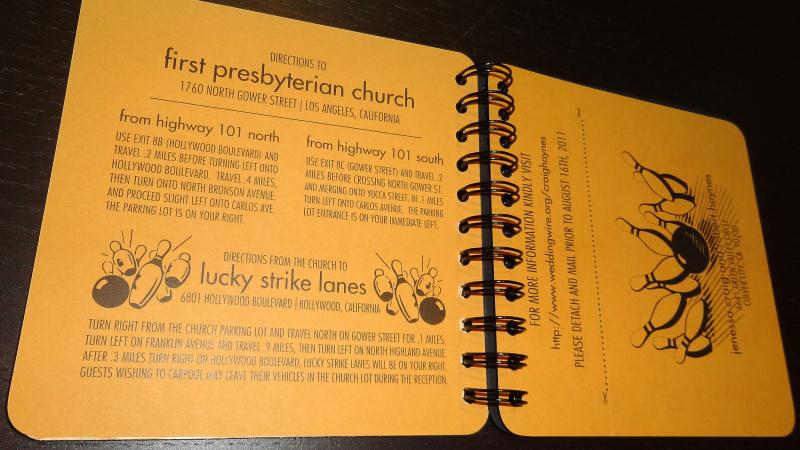 DIRECTIONS TO
first presbyterian church
1760 NORTH GOWER STREET | LOS ANGELES, CALIFORNIA
from highway 101 north
USE EXIT 8B (HOLLYWOOD BOULEVARD) AND
TRAVEL .2 MILES BEFORE TURNING LEFT ONTO
HOLLYWOOD BOULEVARD. TRAVEL .4 MILES,
THEN TURN ONTO NORTH BRONSON AVENUE.
AND PROCEED SLIGHT LEFT ONTO CARLOS AVE.
THE PARKING LOT IS ON YOUR RIGHT.
from highway 101 south
USE EXIT 8C (GOWER STREET) AND TRAVEL .2
MILES BEFORE CROSSING NORTH GOWER ST.
AND MERGING ONTO YUCCA STREET. IN .1 MILES
TURN LEFT ONTO CARLOS AVENUE. THE PARKING
LOT ENTRANCE IS ON YOUR IMMEDIATE LEFT.
DIRECTIONS FROM THE CHURCH TO
lucky strike lanes
6801 HOLLYWOOD BOULEVARD | HOLLYWOOD, CALIFORNIA
TURN RIGHT FROM THE CHURCH PARKING LOT AND TRAVEL NORTH ON GOWER STREET FOR .1 MILES.
TURN LEFT ON FRANKLIN AVENUE AND TRAVEL .9 MILES, THEN TURN LEFT ON NORTH HIGHLAND AVENUE.
AFTER .3 MILES TURN RIGHT ON HOLLYWOOD BOULEVARD, LUCKY STRIKE LANES WILL BE ON YOUR RIGHT.
GUESTS WISHING TO CARPOOL MAY LEAVE THEIR VEHICLES IN THE CHURCH LOT DURING THE RECEPTION.
FOR MORE INFORMATION KINDLY VISIT
http://www.weddingwire.org/craighaynes
PLEASE DETACH AND MAIL PRIOR TO AUGUST 16TH, 2011
jenessa craig and robert haynes
CULVER CITY, CA 90230